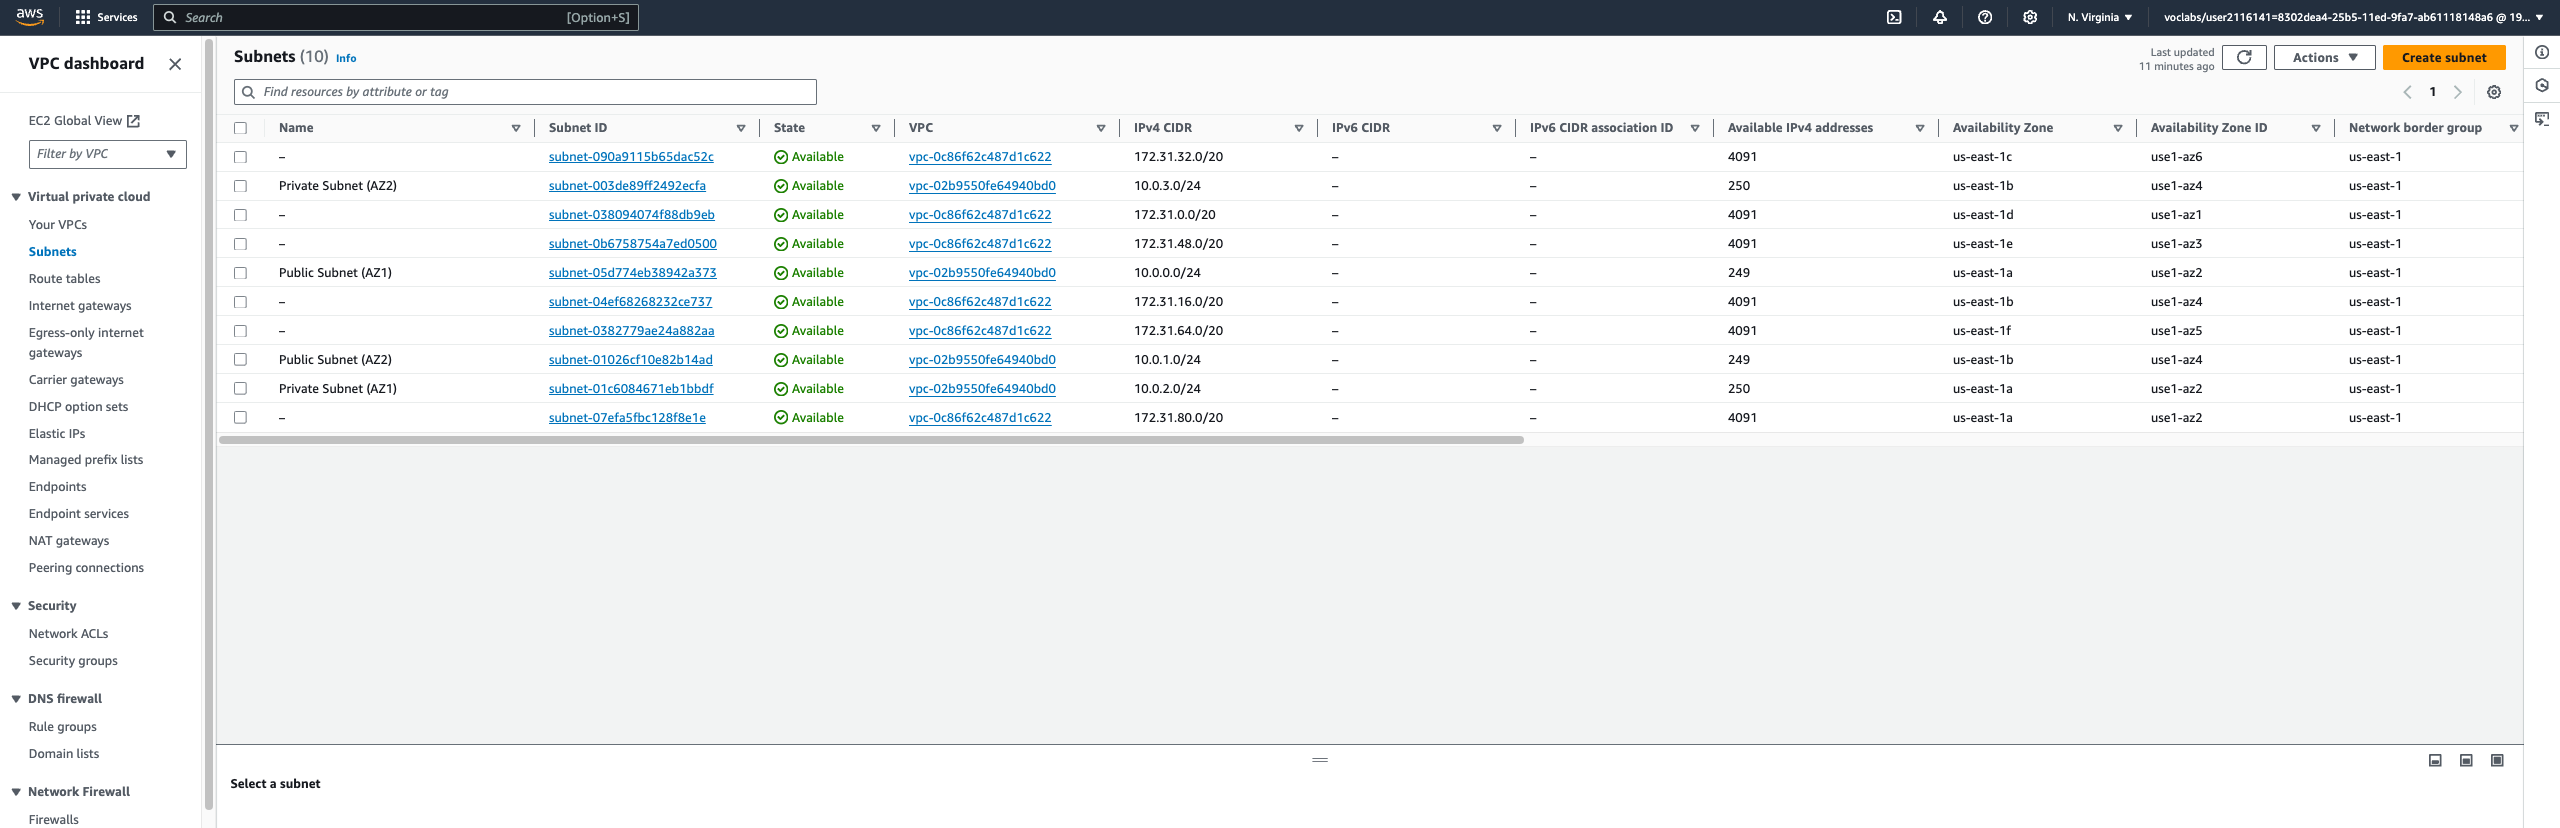 aws Services Search [Option+S] N. Virginia voclabs/user2116141=8302dea4-25b5-11ed-9fa7-ab61118148a6 @ 19...
VPC dashboard
EC2 Global View
Filter by VPC
Virtual private cloud
Your VPCs
Subnets
Route tables
Internet gateways
Egress-only internet
gateways
Carrier gateways
DHCP option sets
Elastic IPs
Managed prefix lists
Endpoints
Endpoint services
NAT gateways
Peering connections
Security
Network ACLs
Security groups
DNS firewall
Rule groups
Domain lists
Network Firewall
Firewalls
Subnets (10) Info
Last updated
11 minutes ago
Actions
Create subnet
Find resources by attribute or tag
1
Name Subnet ID State VPC IPv4 CIDR IPv6 CIDR IPv6 CIDR association ID Available IPv4 addresses Availability Zone Availability Zone ID Network border group
– subnet-090a9115b65dac52c Available vpc-0c86f62c487d1c622 172.31.32.0/20 – – 4091 us-east-1c use1-az6 us-east-1
Private Subnet (AZ2) subnet-003de89ff2492ecfa Available vpc-02b9550fe64940bd0 10.0.3.0/24 – – 250 us-east-1b use1-az4 us-east-1
– subnet-038094074f88db9eb Available vpc-0c86f62c487d1c622 172.31.0.0/20 – – 4091 us-east-1d use1-az1 us-east-1
– subnet-0b6758754a7ed0500 Available vpc-0c86f62c487d1c622 172.31.48.0/20 – – 4091 us-east-1e use1-az3 us-east-1
Public Subnet (AZ1) subnet-05d774eb38942a373 Available vpc-02b9550fe64940bd0 10.0.0.0/24 – – 249 us-east-1a use1-az2 us-east-1
– subnet-04ef68268232ce737 Available vpc-0c86f62c487d1c622 172.31.16.0/20 – – 4091 us-east-1b use1-az4 us-east-1
– subnet-0382779ae24a882aa Available vpc-0c86f62c487d1c622 172.31.64.0/20 – – 4091 us-east-1f use1-az5 us-east-1
Public Subnet (AZ2) subnet-01026cf10e82b14ad Available vpc-02b9550fe64940bd0 10.0.1.0/24 – – 249 us-east-1b use1-az4 us-east-1
Private Subnet (AZ1) subnet-01c6084671eb1bbdf Available vpc-02b9550fe64940bd0 10.0.2.0/24 – – 250 us-east-1a use1-az2 us-east-1
– subnet-07efa5fbc128f8e1e Available vpc-0c86f62c487d1c622 172.31.80.0/20 – – 4091 us-east-1a use1-az2 us-east-1
Select a subnet